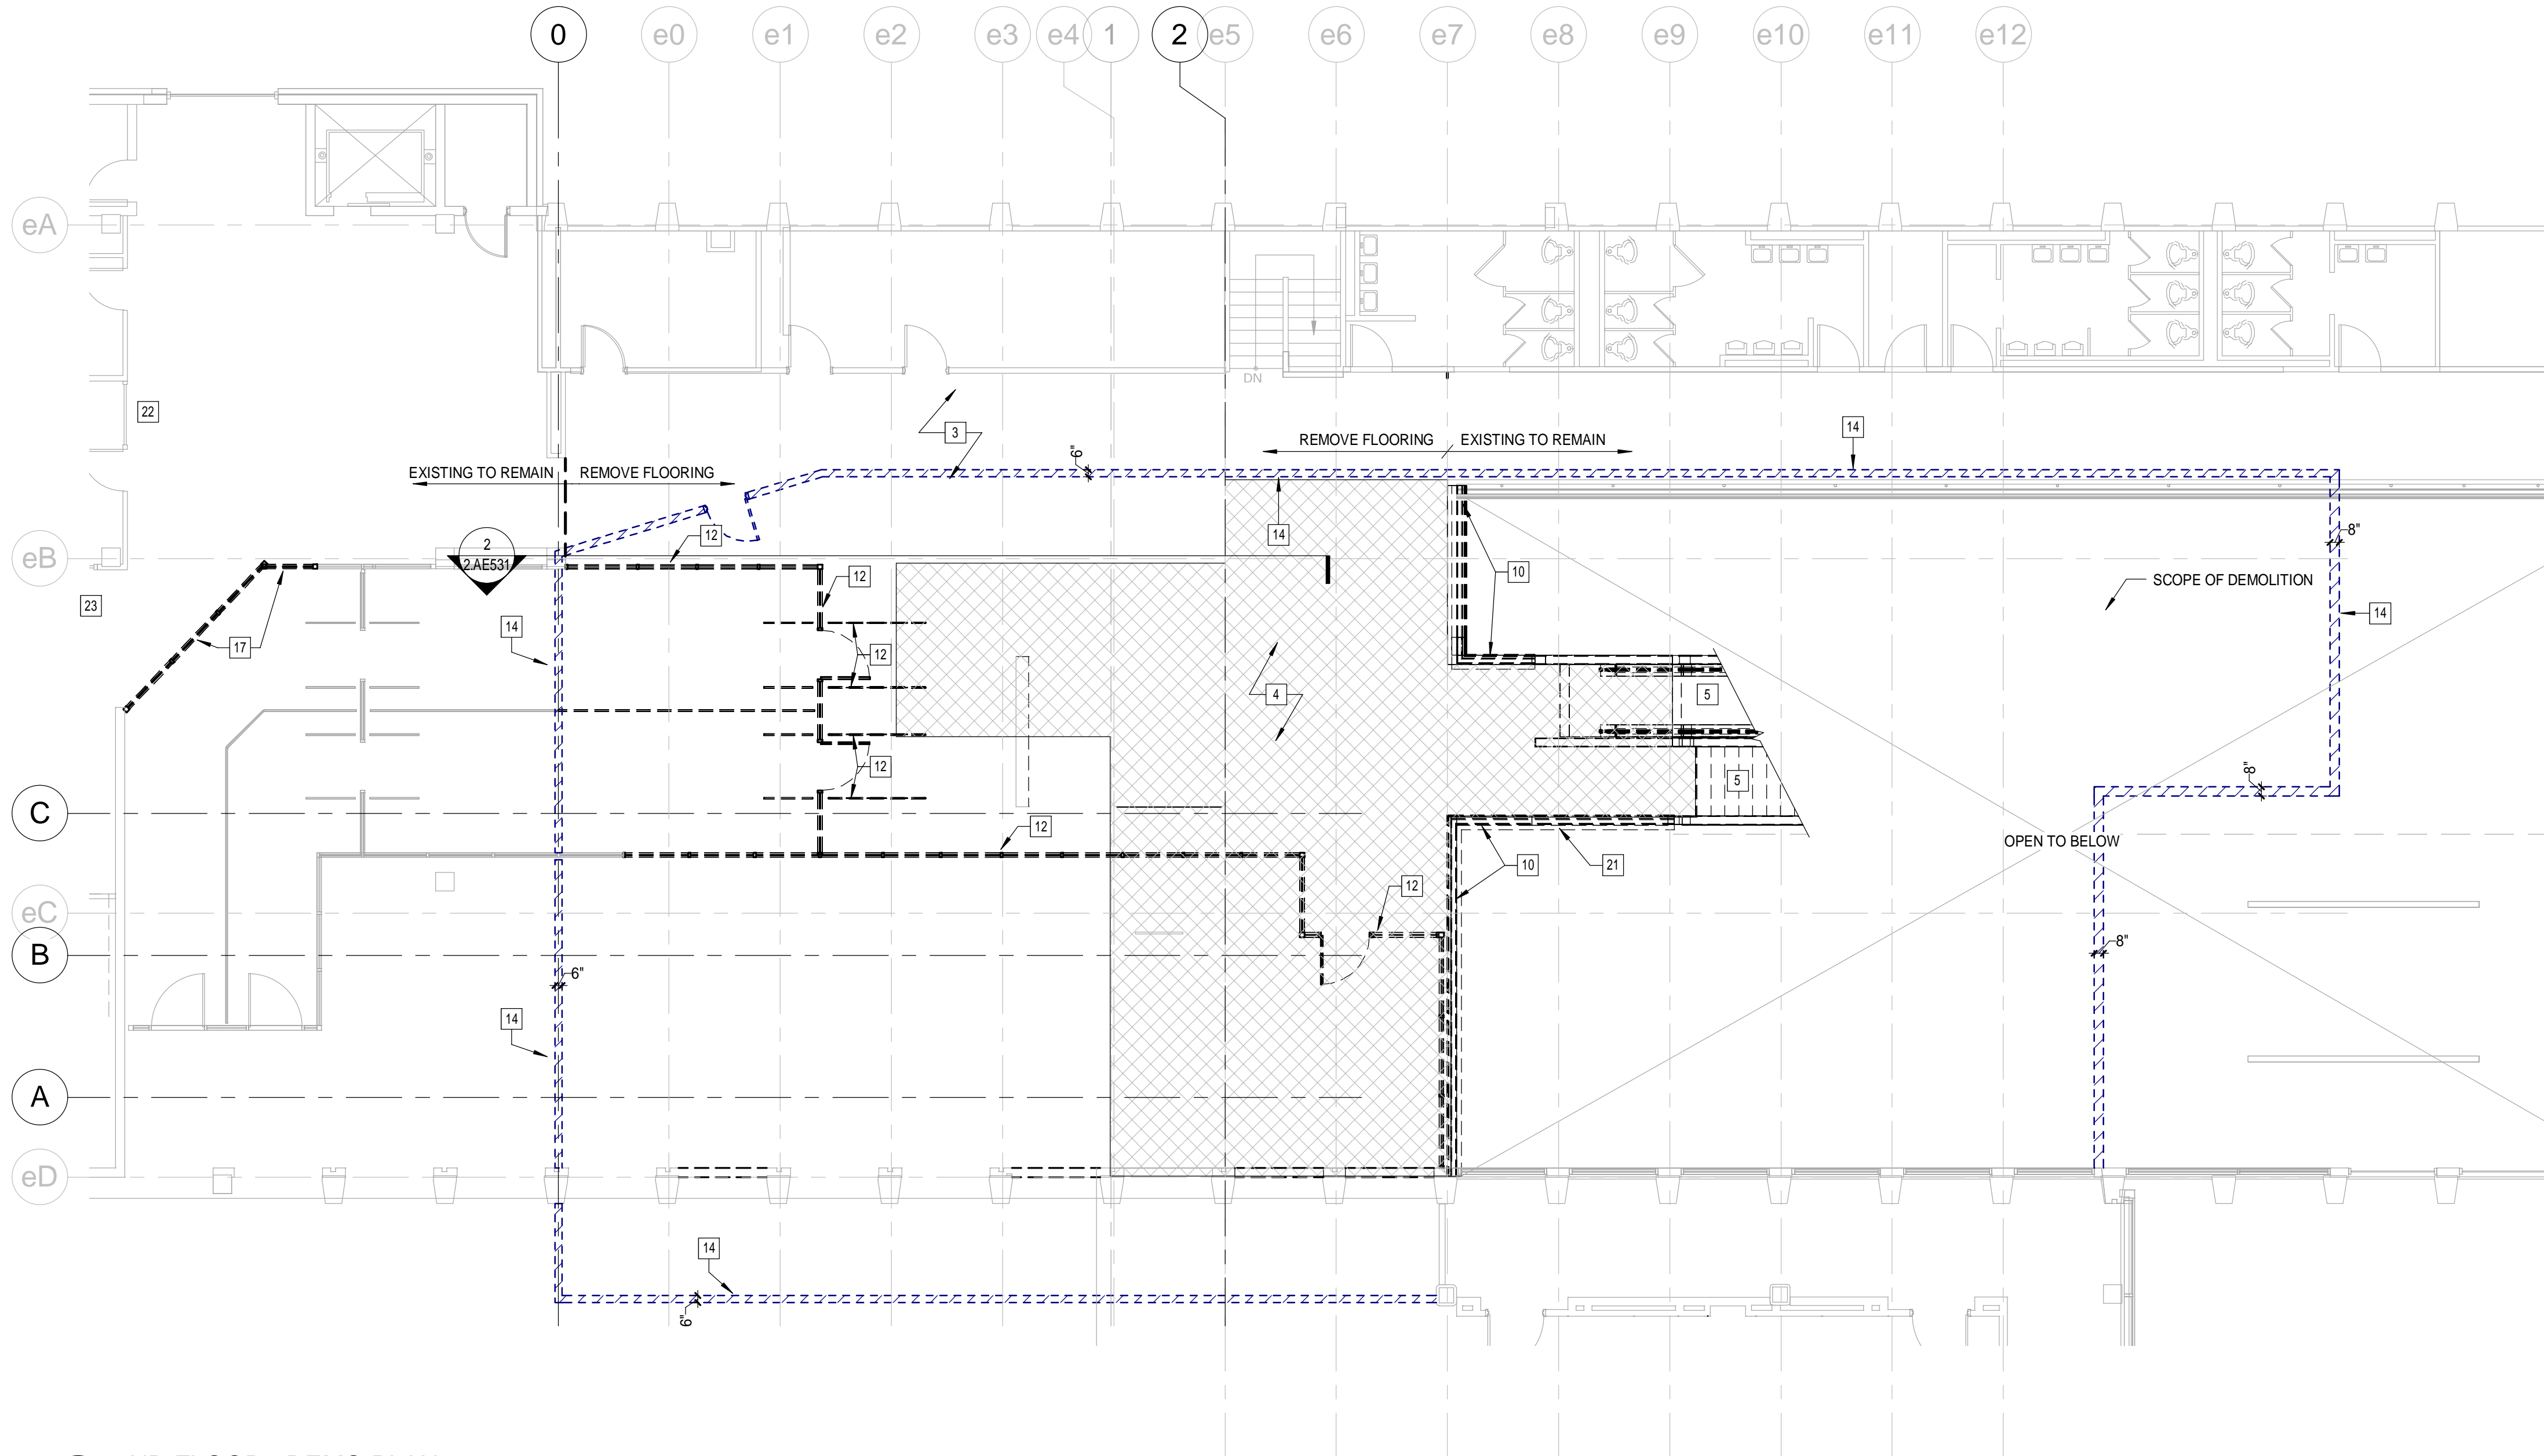 0
e0
e1
e2
e3
e4
1
2
e5
e6
e7
e8
e9
e10
e11
e12
eA
DN
22
3
14
REMOVE FLOORING
EXISTING TO REMAIN
6"
EXISTING TO REMAIN
REMOVE FLOORING
12
14
8"
2
2.AE531
eB
10
12
SCOPE OF DEMOLITION
23
14
14
17
12
4
5
12
5
8"
C
12
OPEN TO BELOW
10
21
12
eC
8"
B
6"
14
A
eD
14
6"